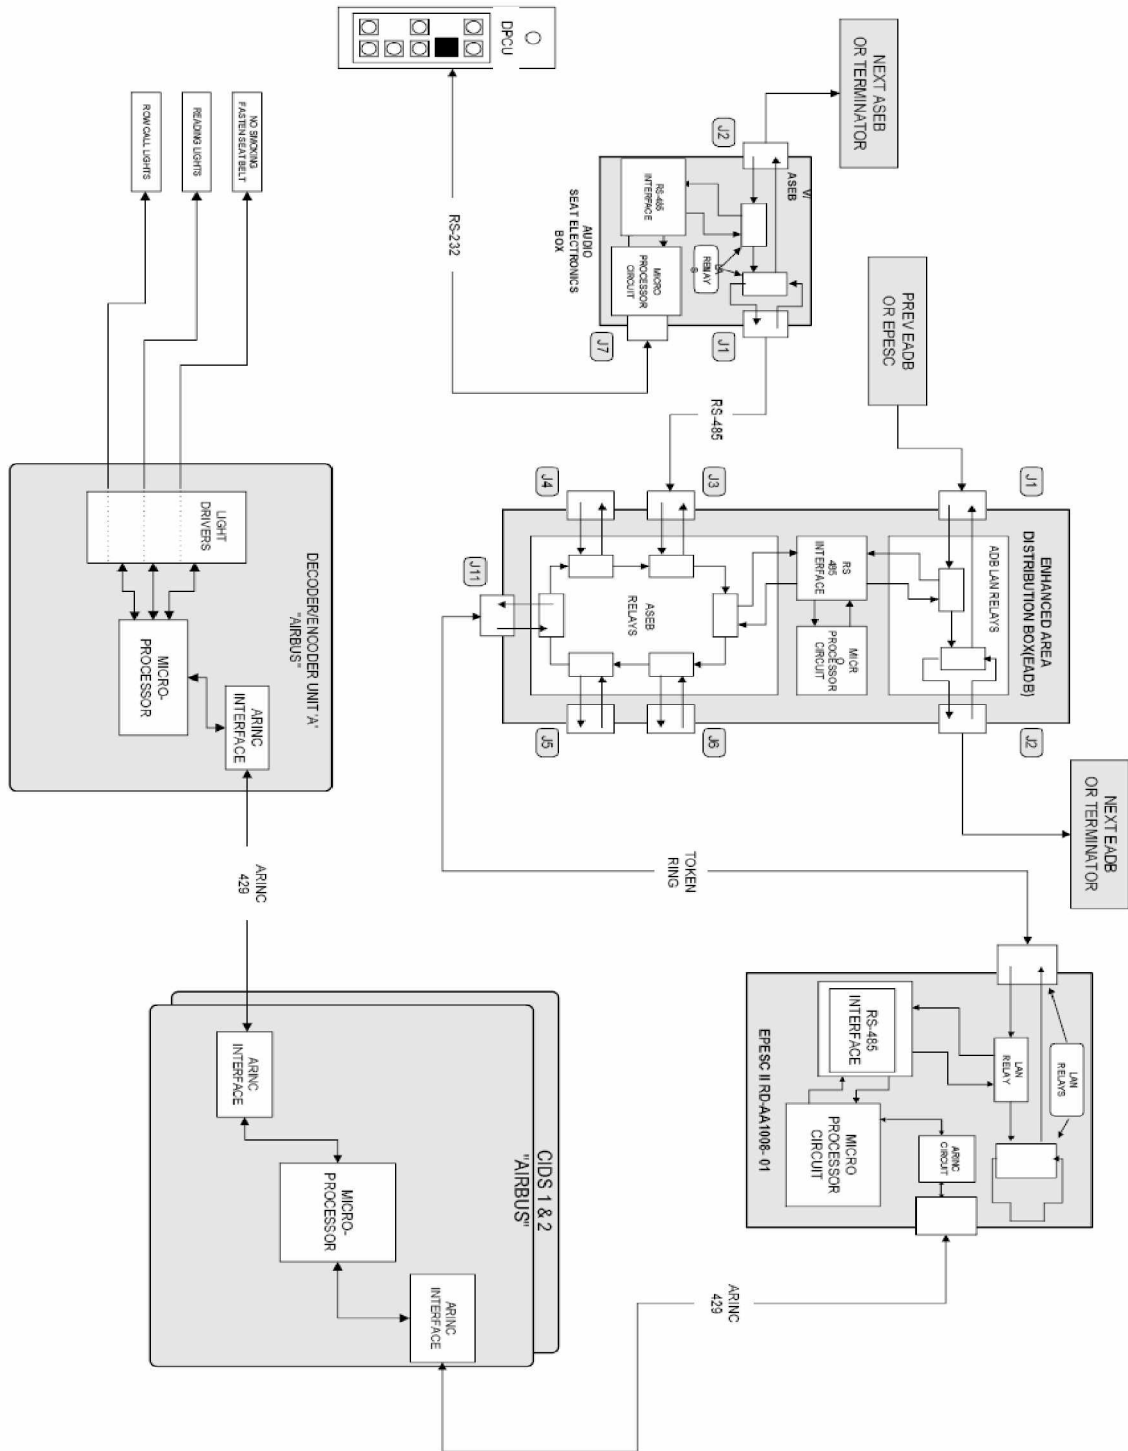 DPCU
NEXT ASEB
OR TERMINATOR
J2
ASEB
RS-485
INTERFACE
MICRO
PROCESSOR
CIRCUIT
AUDIO
SEAT ELECTRONICS
BOX
J7
J1
RS-232
RS-485
NO SMOKING
FASTEN SEAT BELT
READING LIGHTS
ROW CALL LIGHTS
PREV EADB
OR EPESC
J4
J3
J1
ENHANCED AREA
DISTRIBUTION BOX(EADB)
ADB LAN RELAYS
RS
485
INTERFACE
MICR
O
PROCESSOR
CIRCUIT
ASEB
RELAYS
J11
J5
J6
J2
NEXT EADB
OR TERMINATOR
DECODER/ENCODER UNIT 'A'
"AIRBUS"
LIGHT
DRIVERS
MICRO-
PROCESSOR
ARINC
INTERFACE
ARINC
429
TOKEN
RING
LAN
RELAYS
LAN
RELAY
RS-485
INTERFACE
MICRO
PROCESSOR
CIRCUIT
ARINC
CIRCUIT
EPESC II RD-AA1008- 01
ARINC
429
CIDS 1 & 2
"AIRBUS"
ARINC
INTERFACE
MICRO-
PROCESSOR
ARINC
INTERFACE